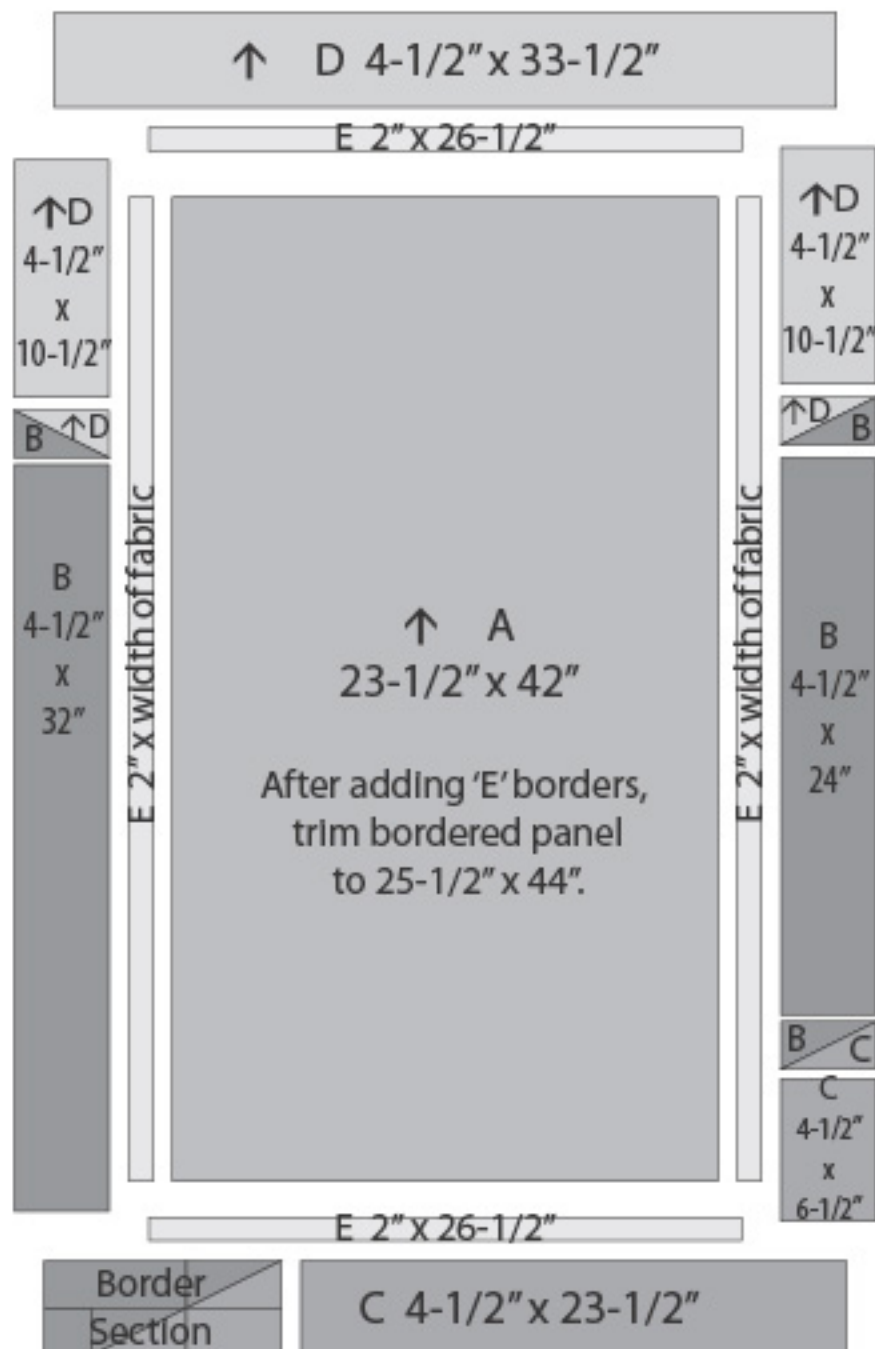 ↑ D 4-1/2” x 33-1/2”
E 2” x 26-1/2”
↑D
4-1/2”
x
10-1/2”
↑D
4-1/2”
x
10-1/2”
B ↑D
↑D B
E 2” x width of fabric
E 2” x width of fabric
B
4-1/2”
x
32”
↑ A
23-1/2” x 42”
After adding ‘E’ borders,
trim bordered panel
to 25-1/2” x 44”.
B
4-1/2”
x
24”
B C
C
4-1/2”
x
6-1/2”
E 2” x 26-1/2”
Border
Section
C 4-1/2” x 23-1/2”